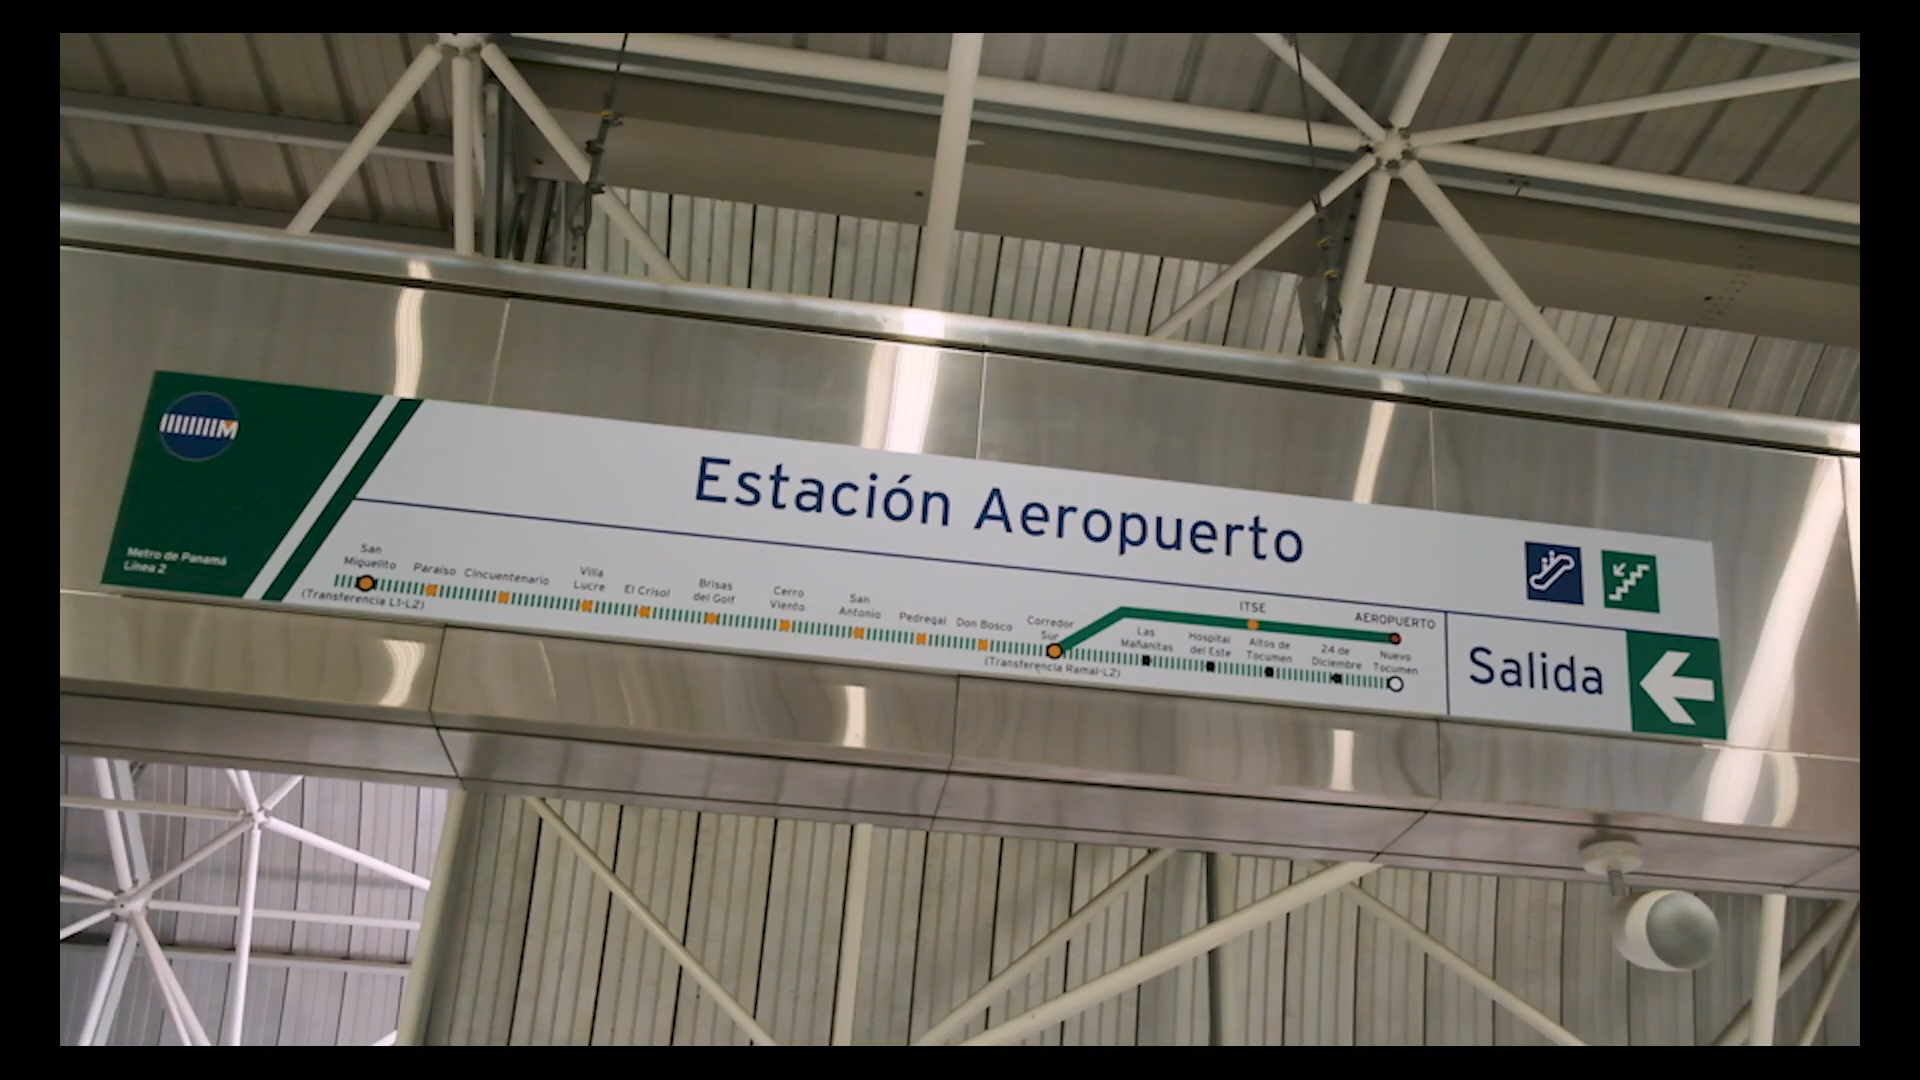 M
Metro de Panamá
Línea 2
Estación Aeropuerto
San
Miguelito
(Transferencia L1-L2)
Paraíso
Cincuentenario
Villa
Lucre
El Crisol
Brisas
del Golf
Cerro
Viento
San
Antonio
Pedregal
Don Bosco
Corredor
Sur
(Transferencia Ramal-L2)
ITSE
AEROPUERTO
Las
Mañanitas
Hospital
del Este
Altos de
Tocumen
24 de
Diciembre
Nuevo
Tocumen
Salida